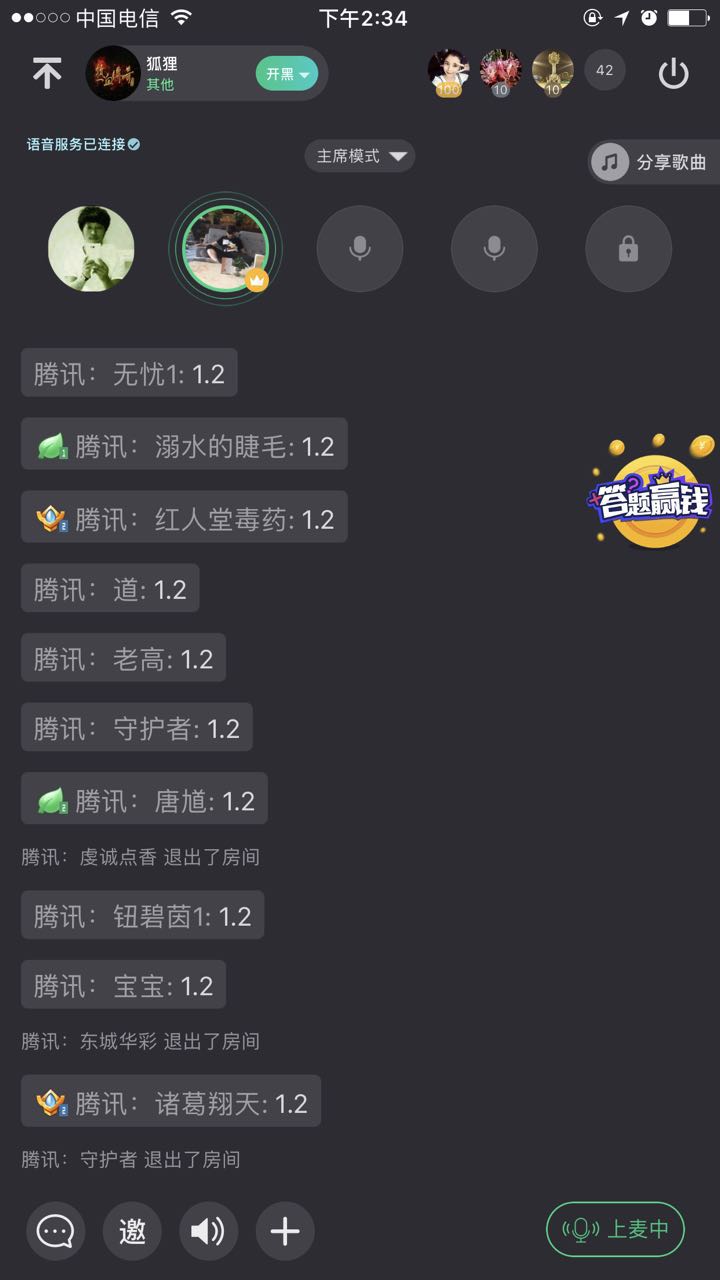 中国电信 下午2:34
狐狸
其他
开黑
100
10
10
42
语音服务已连接
主席模式
分享歌曲
腾讯：无忧1: 1.2
1 腾讯：溺水的睫毛: 1.2
答题赢钱
2 腾讯：红人堂毒药: 1.2
腾讯：道: 1.2
腾讯：老高: 1.2
腾讯：守护者: 1.2
2 腾讯：唐馗: 1.2
腾讯：虔诚点香 退出了房间
腾讯：钮碧茵1: 1.2
腾讯：宝宝: 1.2
腾讯：东城华彩 退出了房间
2 腾讯：诸葛翔天: 1.2
腾讯：守护者 退出了房间
邀
上麦中